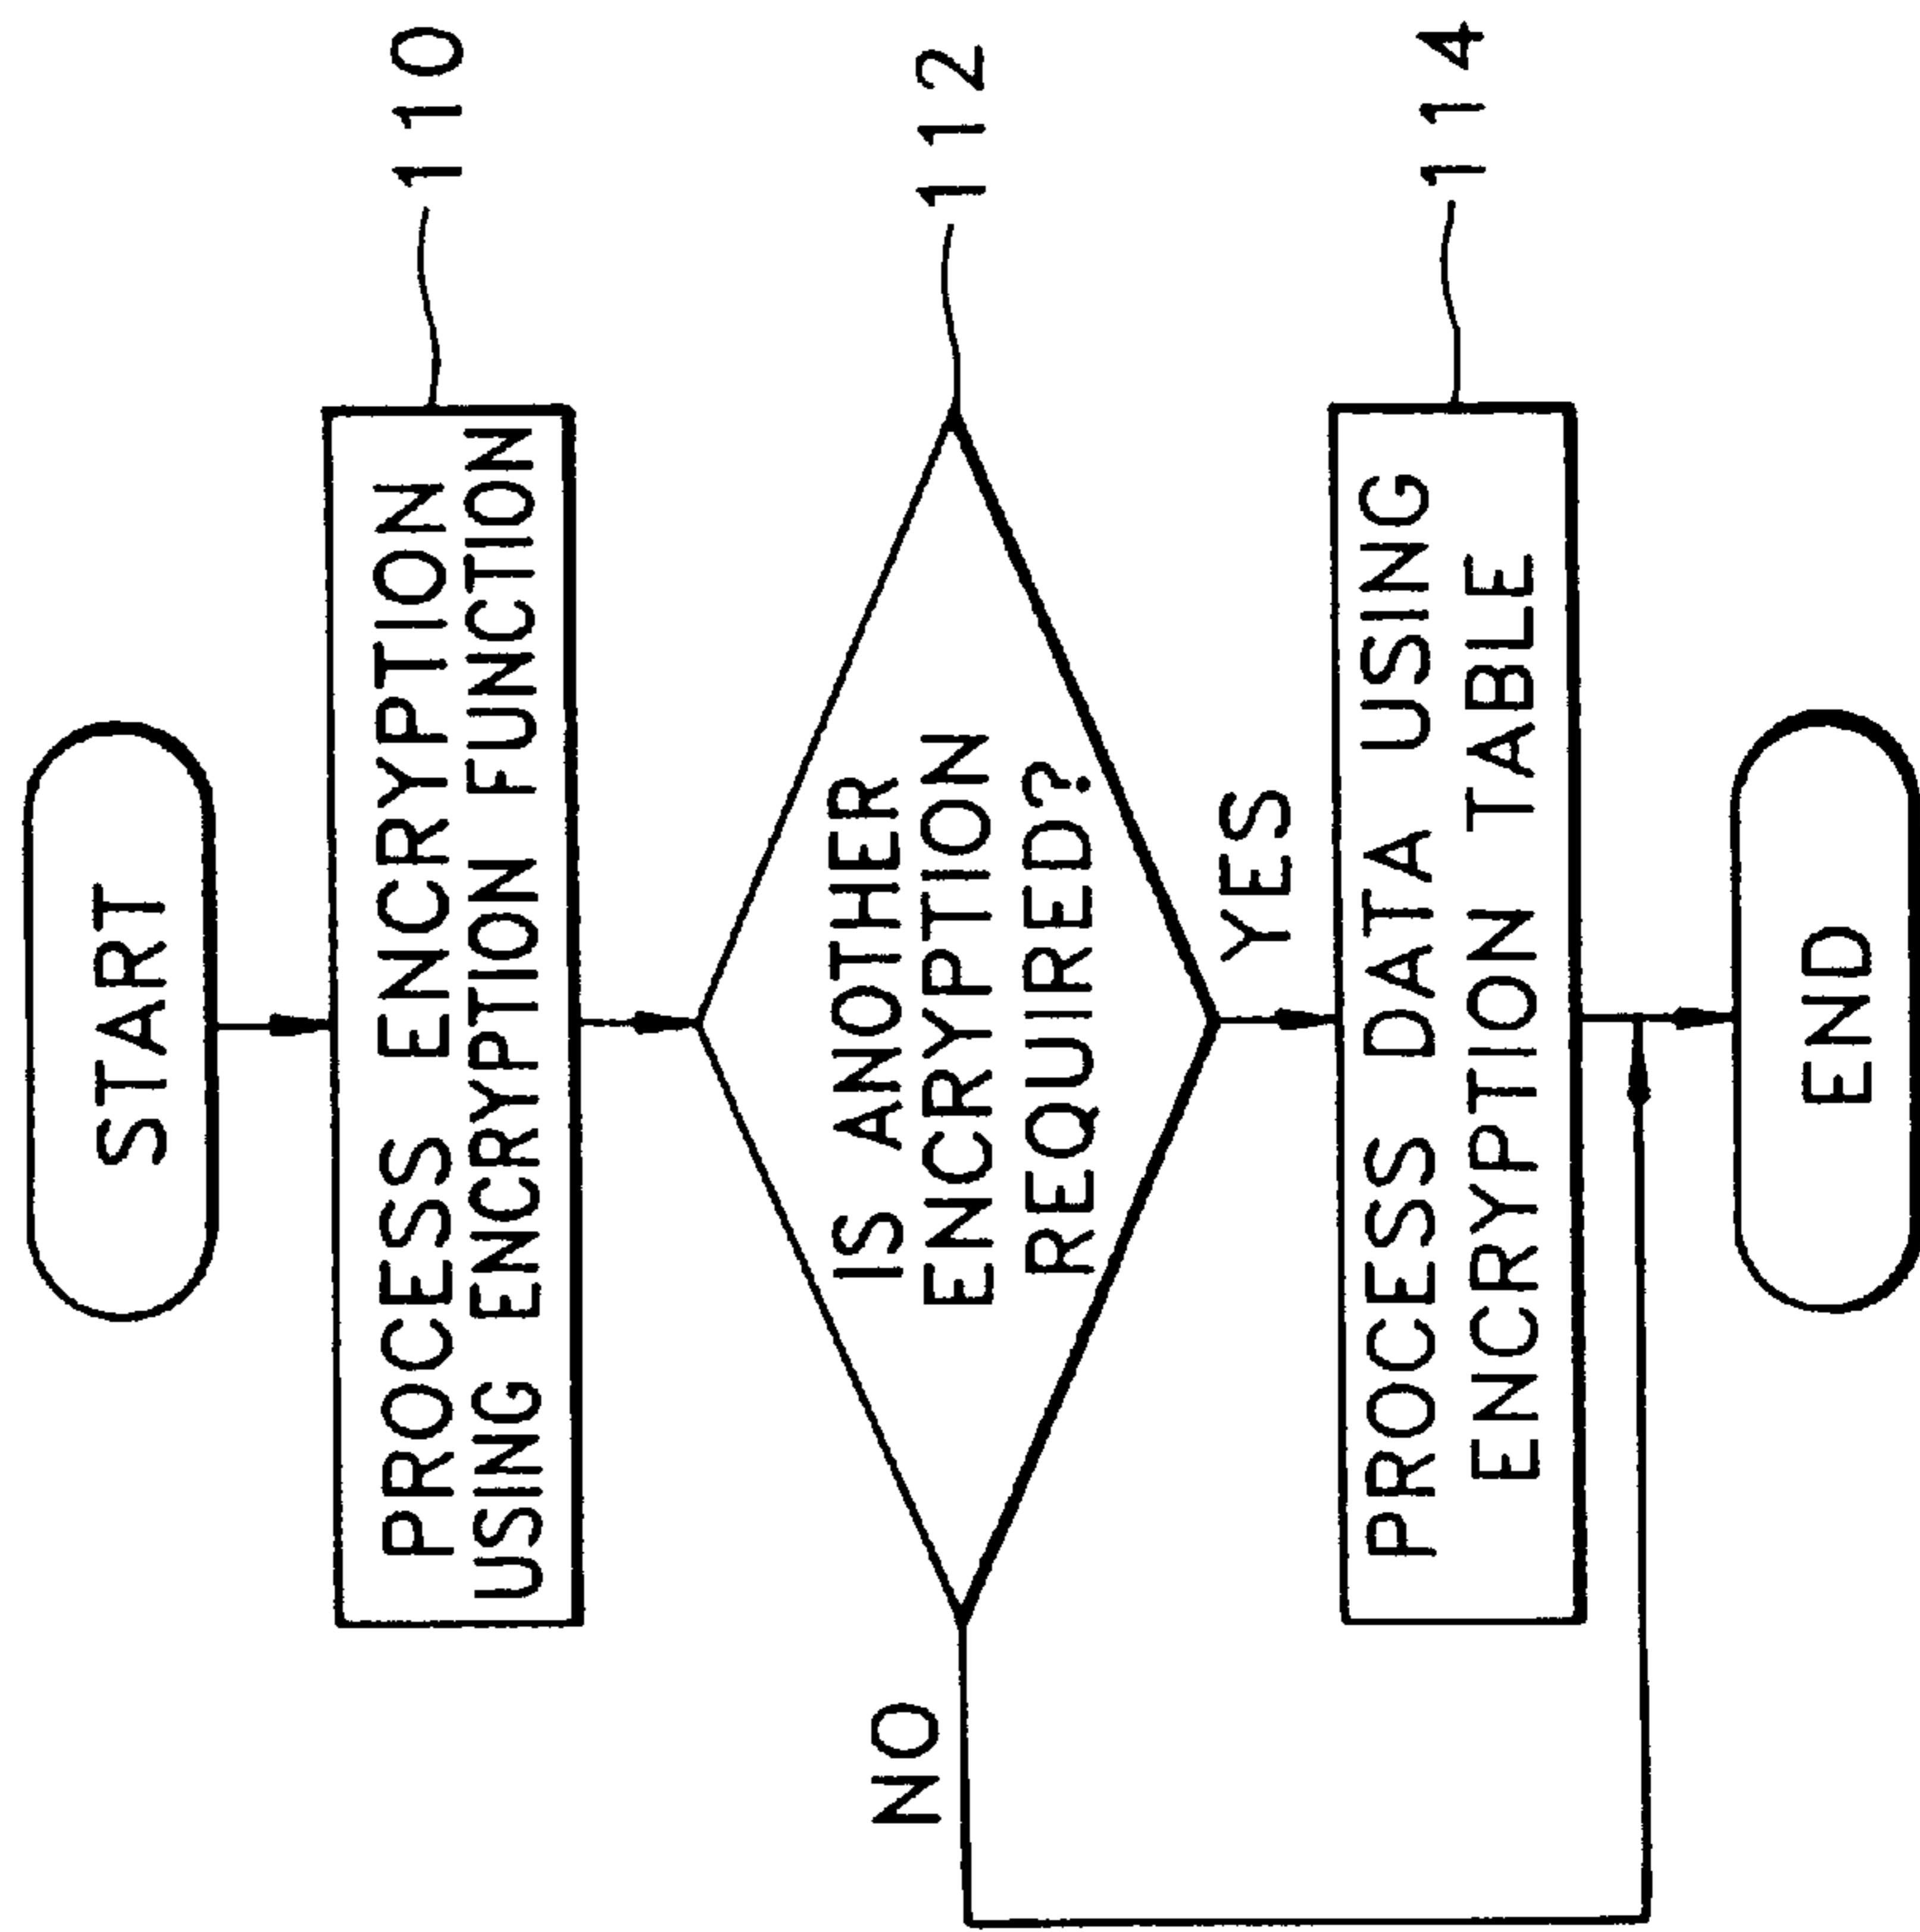 START
PROCESS ENCRYPTION
USING ENCRYPTION FUNCTION
110
IS ANOTHER
ENCRYPTION
REQUIRED?
112
NO
YES
PROCESS DATA USING
ENCRYPTION TABLE
114
END